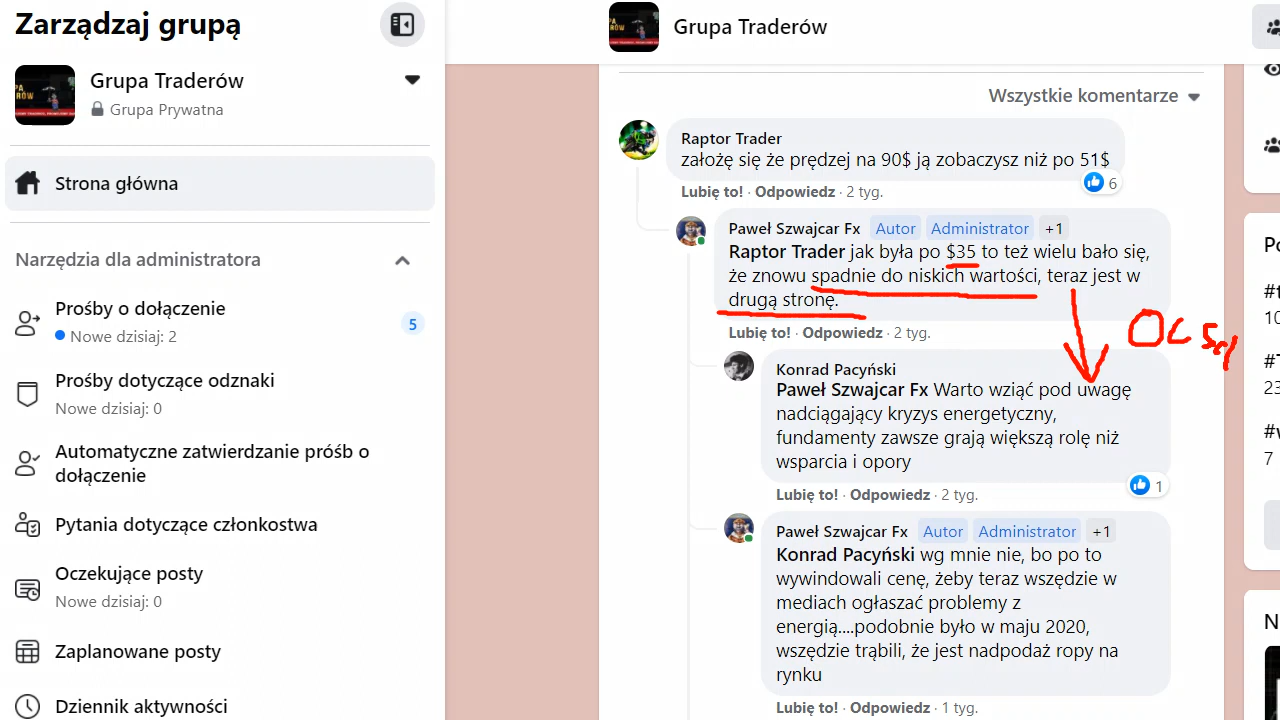 Zarządzaj grupą
Grupa Traderów
Grupa Prywatna
Strona główna
Narzędzia dla administratora
Prośby o dołączenie
Nowe dzisiaj: 2
5
Prośby dotyczące odznaki
Nowe dzisiaj: 0
Automatyczne zatwierdzanie próśb o
dołączenie
Pytania dotyczące członkostwa
Oczekujące posty
Nowe dzisiaj: 0
Zaplanowane posty
Dziennik aktywności
Grupa Traderów
Wszystkie komentarze
Raptor Trader
założę się że prędzej na 90$ ją zobaczysz niż po 51$
6
Lubię to! · Odpowiedz · 2 tyg.
Paweł Szwajcar Fx Autor Administrator +1
Raptor Trader jak była po $35 to też wielu bało się,
że znowu spadnie do niskich wartości, teraz jest w
drugą stronę.
Lubię to! · Odpowiedz · 2 tyg.
Konrad Pacyński
Paweł Szwajcar Fx Warto wziąć pod uwagę
nadciągający kryzys energetyczny,
fundamenty zawsze grają większą rolę niż
wsparcia i opory
1
Lubię to! · Odpowiedz · 2 tyg.
Paweł Szwajcar Fx Autor Administrator +1
Konrad Pacyński wg mnie nie, bo po to
wywindowali cenę, żeby teraz wszędzie w
mediach ogłaszać problemy z
energią....podobnie było w maju 2020,
wszędzie trąbili, że jest nadpodaż ropy na
rynku
Lubię to! · Odpowiedz · 1 tyg.